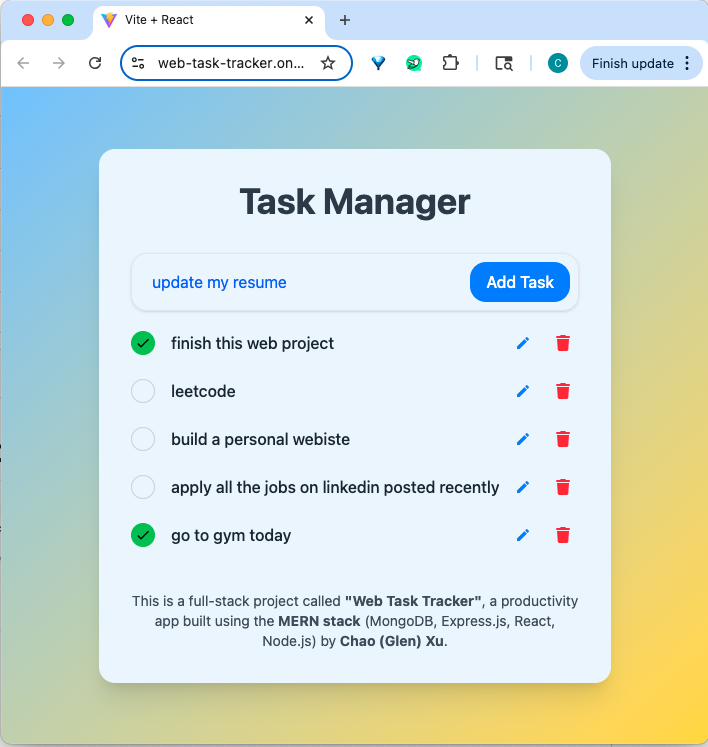 Vite + React
web-task-tracker.on...
C
Finish update
Task Manager
update my resume
Add Task
finish this web project
leetcode
build a personal webiste
apply all the jobs on linkedin posted recently
go to gym today
This is a full-stack project called "Web Task Tracker", a productivity
app built using the MERN stack (MongoDB, Express.js, React,
Node.js) by Chao (Glen) Xu.